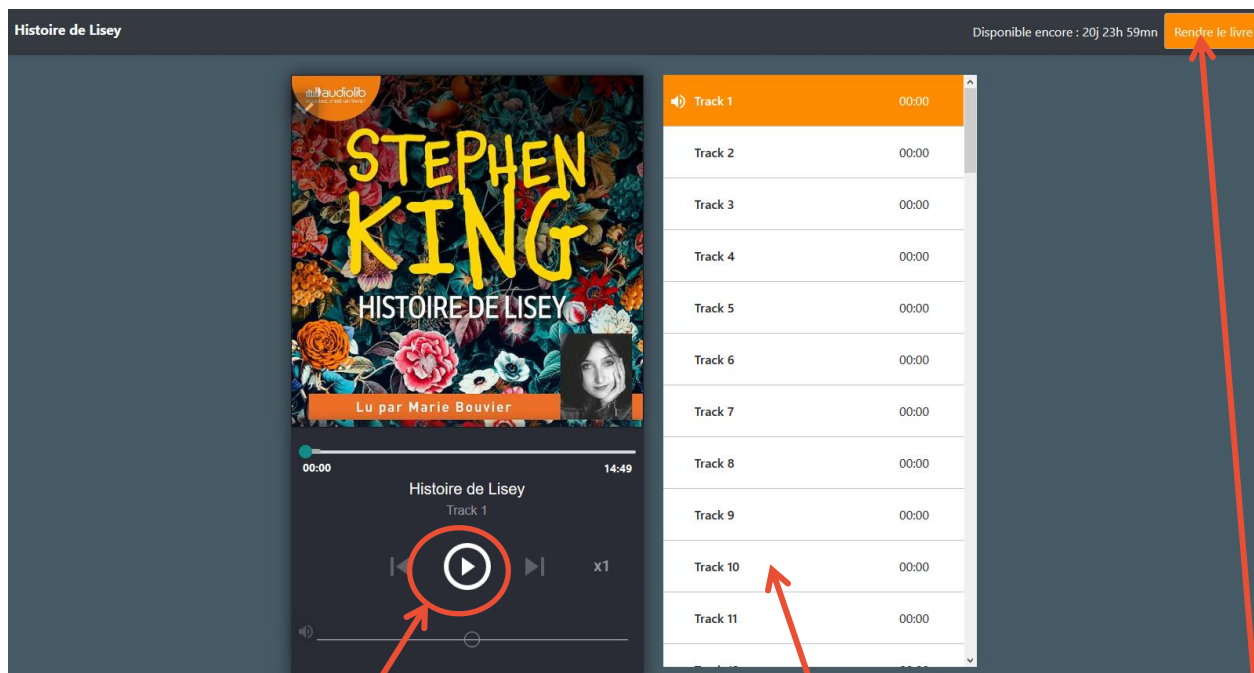 Histoire de Lisey
Disponible encore : 20j 23h 59mn
Rendre le livre
audiolib
STEPHEN
KING
HISTOIRE DE LISEY
Lu par Marie Bouvier
00:00
14:49
Histoire de Lisey
Track 1
x1
Track 1 00:00
Track 2 00:00
Track 3 00:00
Track 4 00:00
Track 5 00:00
Track 6 00:00
Track 7 00:00
Track 8 00:00
Track 9 00:00
Track 10 00:00
Track 11 00:00